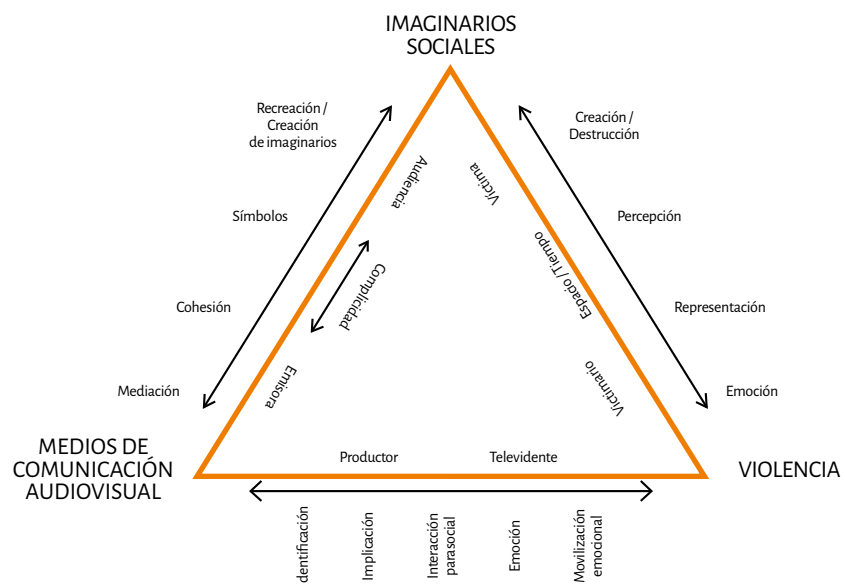 IMAGINARIOS
SOCIALES
Recreación /
Creación
de imaginarios
Creación /
Destrucción
Audiencia
Víctima
Símbolos
Percepción
Espacio / Tiempo
Complicidad
Cohesión
Representación
Emisora
Victimario
Mediación
Emoción
MEDIOS DE
COMUNICACIÓN
AUDIOVISUAL
Productor
Televidente
VIOLENCIA
dentificación
Implicación
Interacción
parasocial
Emoción
Movilización
emocional